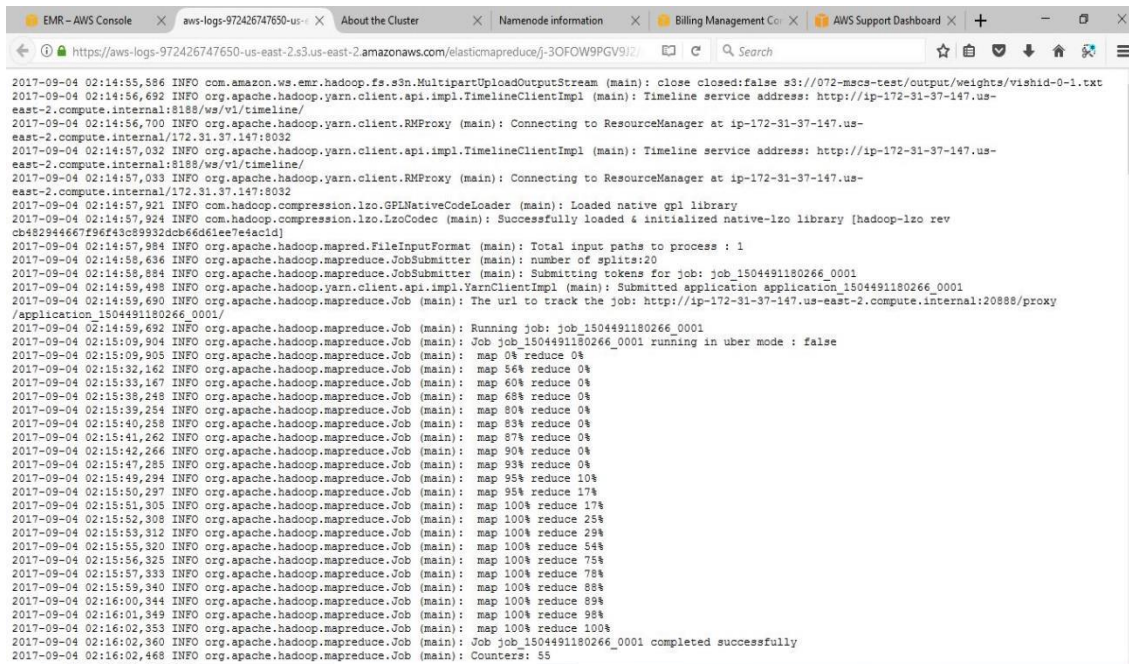 EMR – AWS Console
aws-logs-972426747650-us-e
About the Cluster
Namenode information
Billing Management Con
AWS Support Dashboard
https://aws-logs-972426747650-us-east-2.s3.us-east-2.amazonaws.com/elasticmapreduce/j-3OFOW9PGV9J2/
Search
2017-09-04 02:14:55,586 INFO com.amazon.ws.emr.hadoop.fs.s3n.MultipartUploadOutputStream (main): close closed:false s3://072-mscs-test/output/weights/vishid-0-1.txt
2017-09-04 02:14:56,692 INFO org.apache.hadoop.yarn.client.api.impl.TimelineClientImpl (main): Timeline service address: http://ip-172-31-37-147.us-
east-2.compute.internal:8188/ws/v1/timeline/
2017-09-04 02:14:56,700 INFO org.apache.hadoop.yarn.client.RMProxy (main): Connecting to ResourceManager at ip-172-31-37-147.us-
east-2.compute.internal/172.31.37.147:8032
2017-09-04 02:14:57,032 INFO org.apache.hadoop.yarn.client.api.impl.TimelineClientImpl (main): Timeline service address: http://ip-172-31-37-147.us-
east-2.compute.internal:8188/ws/v1/timeline/
2017-09-04 02:14:57,033 INFO org.apache.hadoop.yarn.client.RMProxy (main): Connecting to ResourceManager at ip-172-31-37-147.us-
east-2.compute.internal/172.31.37.147:8032
2017-09-04 02:14:57,921 INFO com.hadoop.compression.lzo.GPLNativeCodeLoader (main): Loaded native gpl library
2017-09-04 02:14:57,924 INFO com.hadoop.compression.lzo.LzoCodec (main): Successfully loaded & initialized native-lzo library [hadoop-lzo rev
cb482944667f96f43c89932dcb66d61ee7e4ac1d]
2017-09-04 02:14:57,984 INFO org.apache.hadoop.mapred.FileInputFormat (main): Total input paths to process : 1
2017-09-04 02:14:58,636 INFO org.apache.hadoop.mapreduce.JobSubmitter (main): number of splits:20
2017-09-04 02:14:58,884 INFO org.apache.hadoop.mapreduce.JobSubmitter (main): Submitting tokens for job: job_1504491180266_0001
2017-09-04 02:14:59,498 INFO org.apache.hadoop.yarn.client.api.impl.YarnClientImpl (main): Submitted application application_1504491180266_0001
2017-09-04 02:14:59,690 INFO org.apache.hadoop.mapreduce.Job (main): The url to track the job: http://ip-172-31-37-147.us-east-2.compute.internal:20888/proxy
/application_1504491180266_0001/
2017-09-04 02:14:59,692 INFO org.apache.hadoop.mapreduce.Job (main): Running job: job_1504491180266_0001
2017-09-04 02:15:09,904 INFO org.apache.hadoop.mapreduce.Job (main): Job job_1504491180266_0001 running in uber mode : false
2017-09-04 02:15:09,905 INFO org.apache.hadoop.mapreduce.Job (main):  map 0% reduce 0%
2017-09-04 02:15:32,162 INFO org.apache.hadoop.mapreduce.Job (main):  map 56% reduce 0%
2017-09-04 02:15:33,167 INFO org.apache.hadoop.mapreduce.Job (main):  map 60% reduce 0%
2017-09-04 02:15:38,248 INFO org.apache.hadoop.mapreduce.Job (main):  map 68% reduce 0%
2017-09-04 02:15:39,254 INFO org.apache.hadoop.mapreduce.Job (main):  map 80% reduce 0%
2017-09-04 02:15:40,258 INFO org.apache.hadoop.mapreduce.Job (main):  map 83% reduce 0%
2017-09-04 02:15:41,262 INFO org.apache.hadoop.mapreduce.Job (main):  map 87% reduce 0%
2017-09-04 02:15:42,266 INFO org.apache.hadoop.mapreduce.Job (main):  map 90% reduce 0%
2017-09-04 02:15:47,285 INFO org.apache.hadoop.mapreduce.Job (main):  map 93% reduce 0%
2017-09-04 02:15:49,294 INFO org.apache.hadoop.mapreduce.Job (main):  map 95% reduce 10%
2017-09-04 02:15:50,297 INFO org.apache.hadoop.mapreduce.Job (main):  map 95% reduce 17%
2017-09-04 02:15:51,305 INFO org.apache.hadoop.mapreduce.Job (main):  map 100% reduce 17%
2017-09-04 02:15:52,308 INFO org.apache.hadoop.mapreduce.Job (main):  map 100% reduce 25%
2017-09-04 02:15:53,312 INFO org.apache.hadoop.mapreduce.Job (main):  map 100% reduce 29%
2017-09-04 02:15:55,320 INFO org.apache.hadoop.mapreduce.Job (main):  map 100% reduce 54%
2017-09-04 02:15:56,325 INFO org.apache.hadoop.mapreduce.Job (main):  map 100% reduce 75%
2017-09-04 02:15:57,333 INFO org.apache.hadoop.mapreduce.Job (main):  map 100% reduce 78%
2017-09-04 02:15:59,340 INFO org.apache.hadoop.mapreduce.Job (main):  map 100% reduce 88%
2017-09-04 02:16:00,344 INFO org.apache.hadoop.mapreduce.Job (main):  map 100% reduce 89%
2017-09-04 02:16:01,349 INFO org.apache.hadoop.mapreduce.Job (main):  map 100% reduce 98%
2017-09-04 02:16:02,353 INFO org.apache.hadoop.mapreduce.Job (main):  map 100% reduce 100%
2017-09-04 02:16:02,360 INFO org.apache.hadoop.mapreduce.Job (main): Job job_1504491180266_0001 completed successfully
2017-09-04 02:16:02,468 INFO org.apache.hadoop.mapreduce.Job (main): Counters: 55